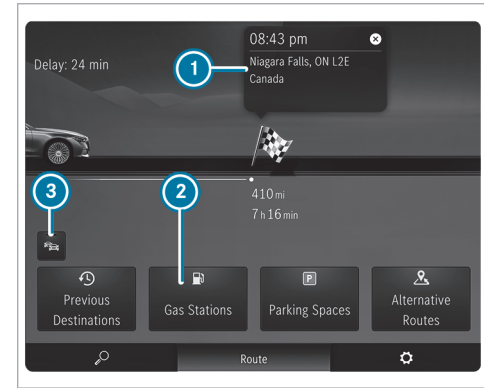 08:43 pm
Niagara Falls, ON L2E
Canada
Delay: 24 min
1
3
2
410 mi
7 h 16 min
Previous
Destinations
Gas Stations
P
Parking Spaces
Alternative
Routes
Route